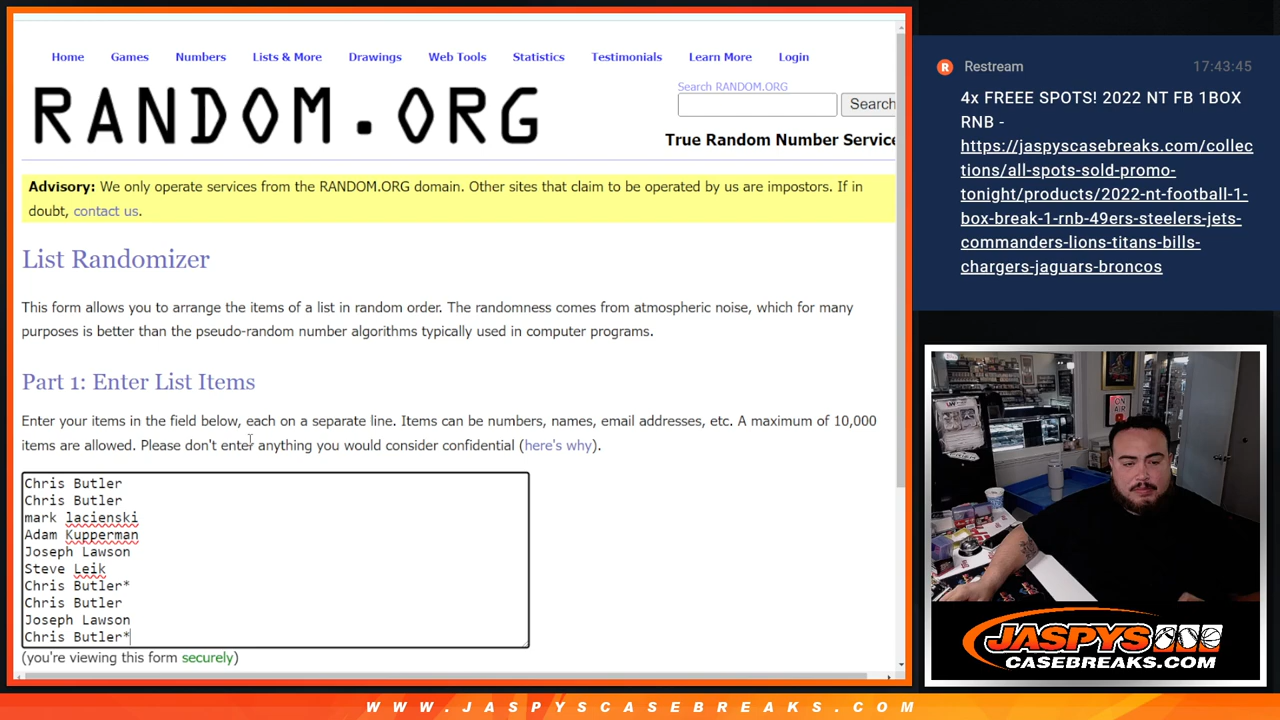 Home Games Numbers Lists & More Drawings Web Tools Statistics Testimonials Learn More Login
Search RANDOM.ORG
RANDOM.ORG
Search
True Random Number Service
Advisory: We only operate services from the RANDOM.ORG domain. Other sites that claim to be operated by us are impostors. If in
doubt, contact us.
List Randomizer
This form allows you to arrange the items of a list in random order. The randomness comes from atmospheric noise, which for many
purposes is better than the pseudo-random number algorithms typically used in computer programs.
Part 1: Enter List Items
Enter your items in the field below, each on a separate line. Items can be numbers, names, email addresses, etc. A maximum of 10,000
items are allowed. Please don't enter anything you would consider confidential (here's why).
Chris Butler
Chris Butler
mark lacienski
Adam Kupperman
Joseph Lawson
Steve Leik
Chris Butler*
Chris Butler
Joseph Lawson
Chris Butler*
(you're viewing this form securely)
R Restream 17:43:45
4x FREEE SPOTS! 2022 NT FB 1BOX
RNB -
https://jaspyscasebreaks.com/collec
tions/all-spots-sold-promo-
tonight/products/2022-nt-football-1-
box-break-1-rnb-49ers-steelers-jets-
commanders-lions-titans-bills-
chargers-jaguars-broncos
ON
AIR
JASPYS
CASEBREAKS.COM
WWW.JASPYSCASEBREAKS.COM